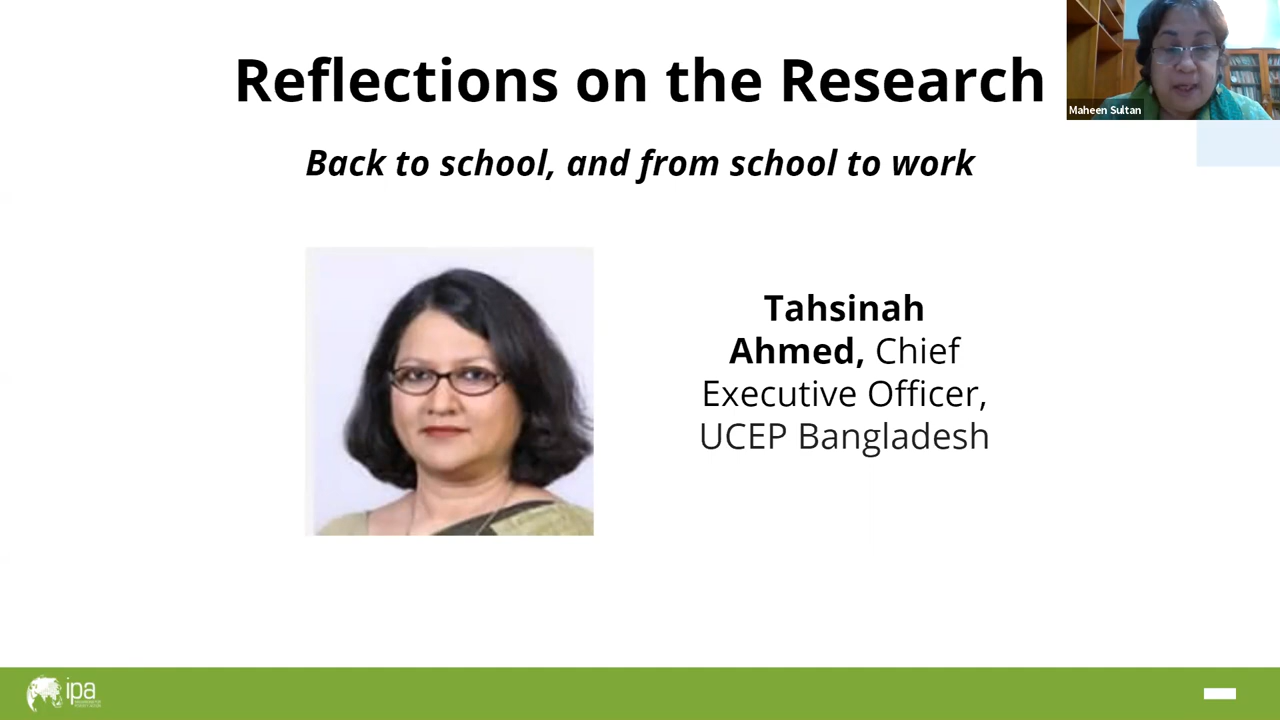 Reflections on the Research
Maheen Sultan
Back to school, and from school to work
Tahsinah
Ahmed, Chief
Executive Officer,
UCEP Bangladesh
ipa